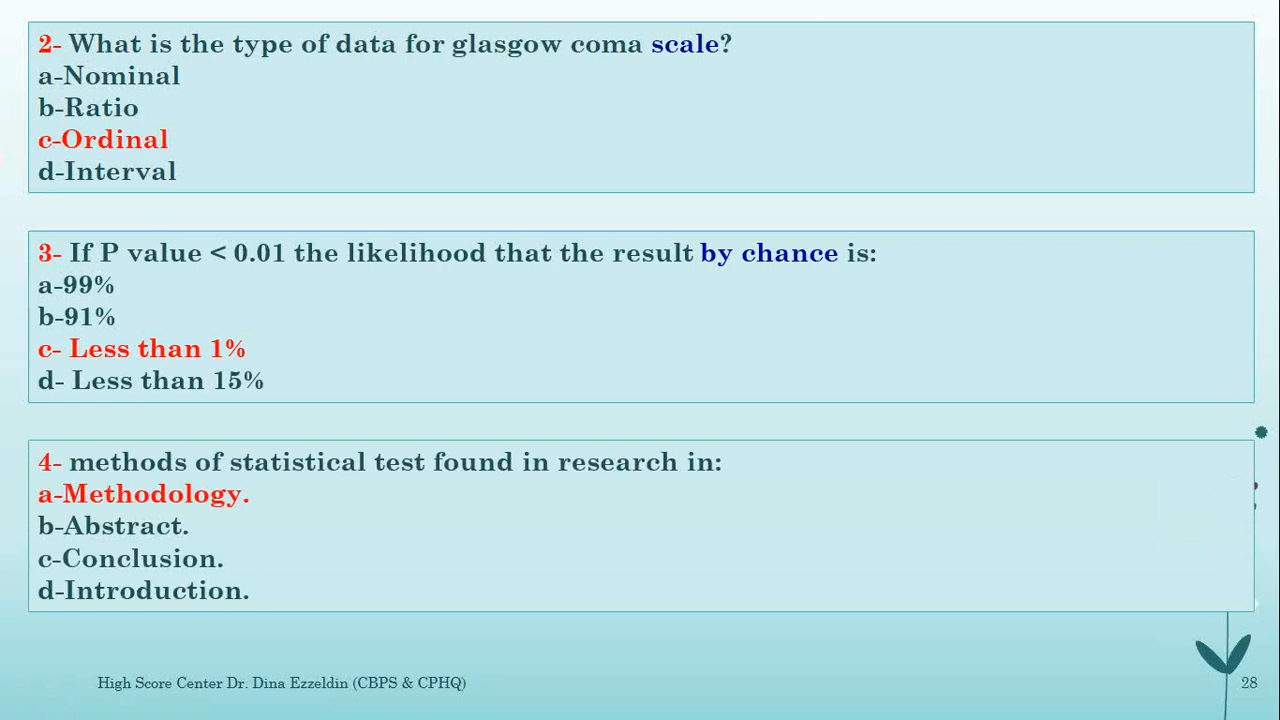 2- What is the type of data for glasgow coma scale?
a-Nominal
b-Ratio
c-Ordinal
d-Interval
3- If P value < 0.01 the likelihood that the result by chance is:
a-99%
b-91%
c- Less than 1%
d- Less than 15%
4- methods of statistical test found in research in:
a-Methodology.
b-Abstract.
c-Conclusion.
d-Introduction.
High Score Center Dr. Dina Ezzeldin (CBPS & CPHQ)
28